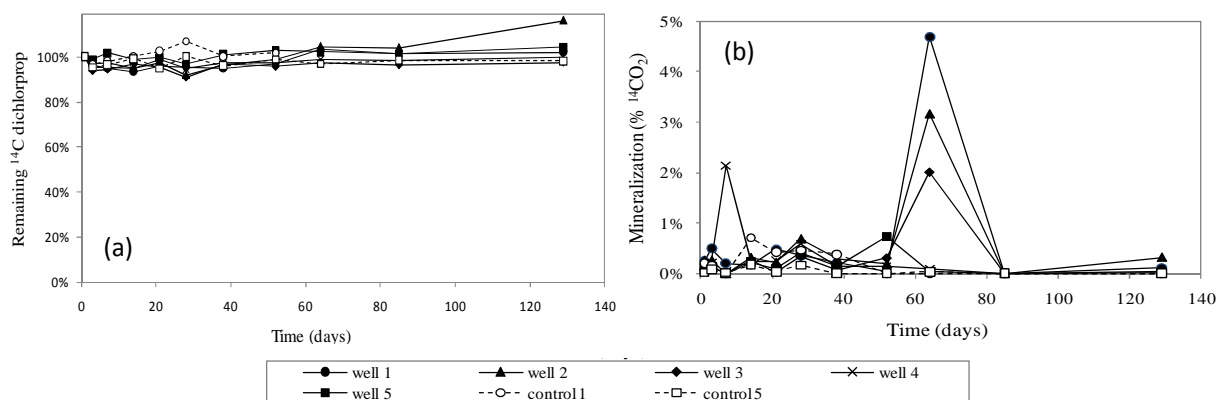 Remaining ¹⁴C dichlorprop
100%
80%
60%
40%
20%
0%
(a)
0 20 40 60 80 100 120 140
Time (days)
Mineralization (% ¹⁴CO₂)
5%
4%
3%
2%
1%
0%
(b)
0 20 40 60 80 100 120 140
Time (days)
well 1 well 2 well 3 well 4
well 5 control1 control5